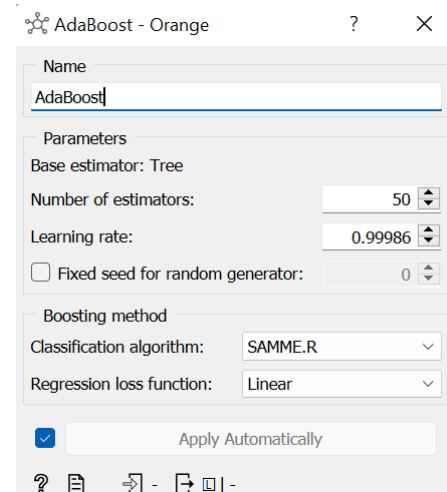 AdaBoost - Orange ? ×
Name
AdaBoost
Parameters
Base estimator: Tree
Number of estimators: 50
Learning rate: 0.99986
Fixed seed for random generator: 0
Boosting method
Classification algorithm: SAMME.R
Regression loss function: Linear
Apply Automatically
? - L | -